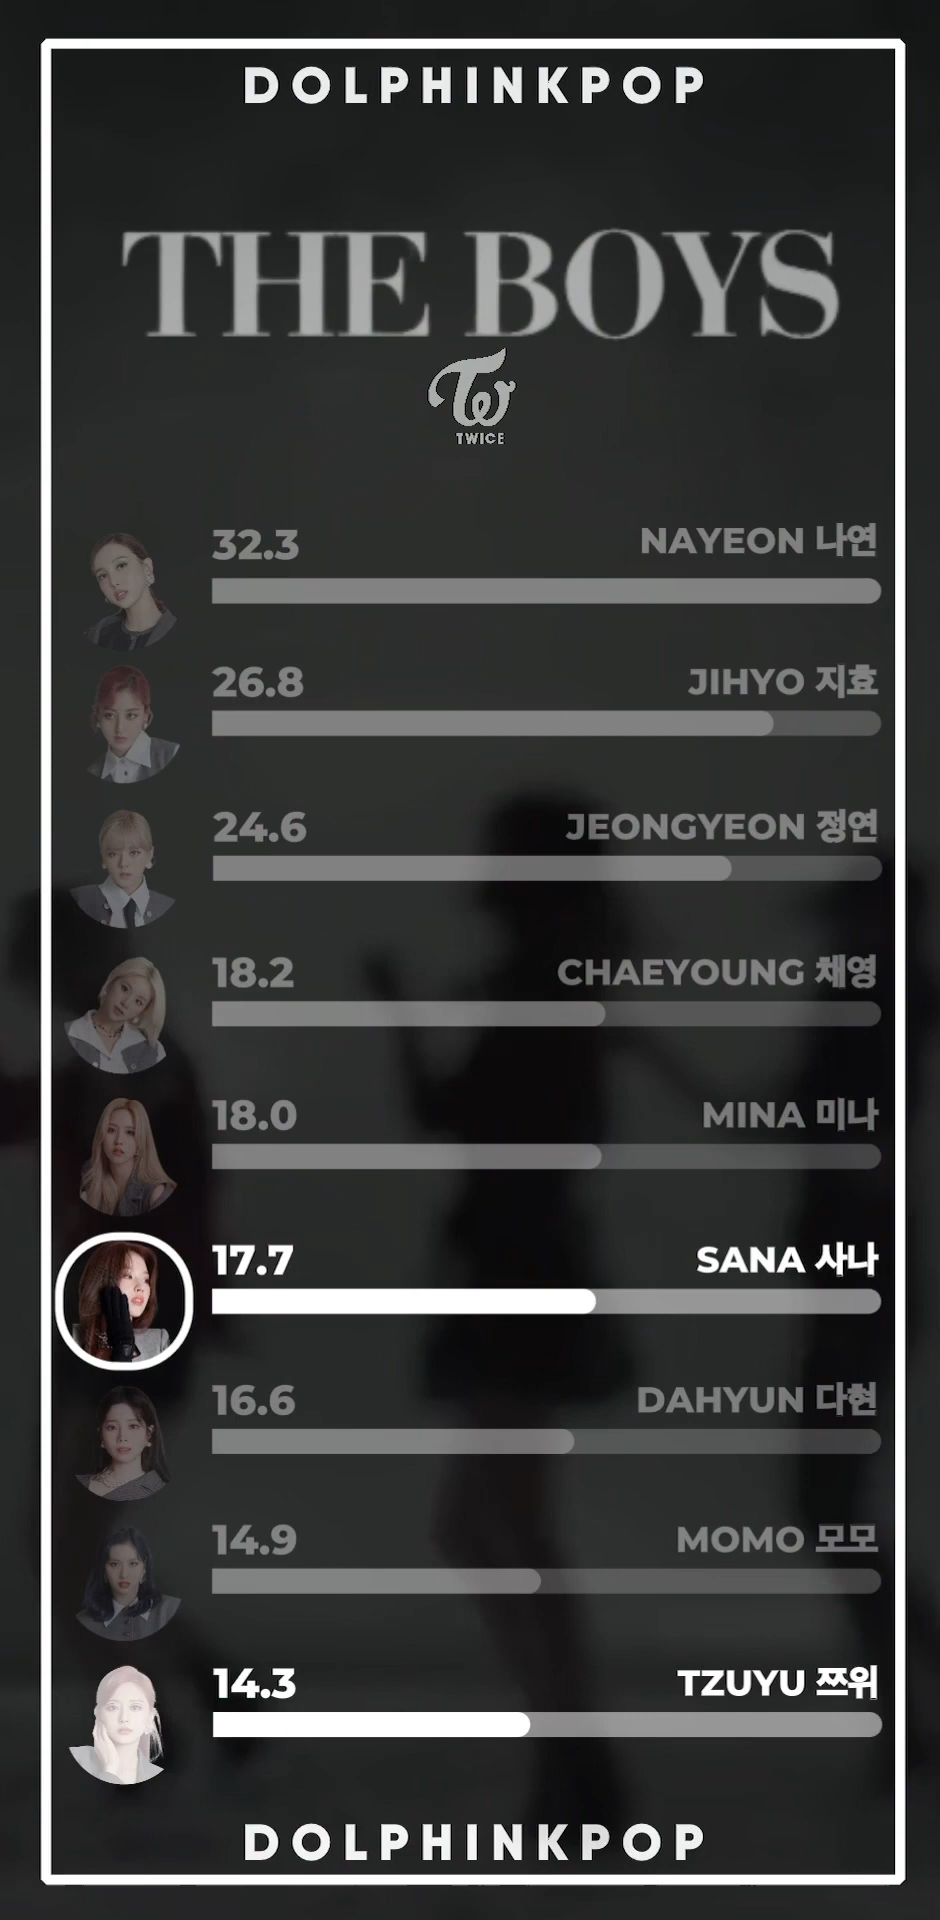 DOLPHINKPOP
THE BOYS
TWICE
32.3 NAYEON 나연
26.8 JIHYO 지효
24.6 JEONGYEON 정연
18.2 CHAEYOUNG 채영
18.0 MINA 미나
17.7 SANA 사나
16.6 DAHYUN 다현
14.9 MOMO 모모
14.3 TZUYU 쯔위
DOLPHINKPOP